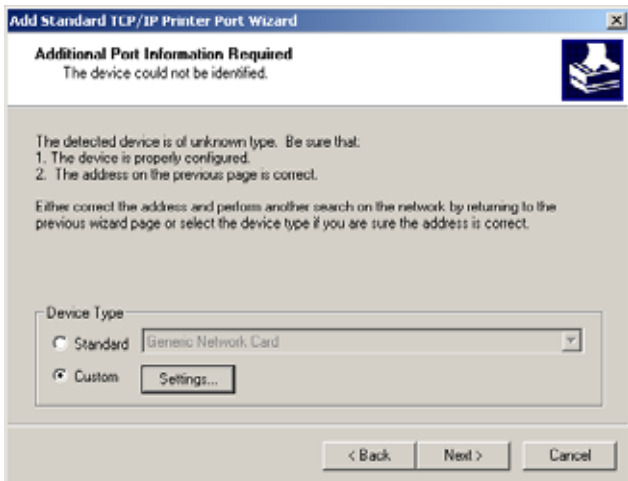 Add Standard TCP/IP Printer Port Wizard
Additional Port Information Required
The device could not be identified.
The detected device is of unknown type. Be sure that:
1. The device is properly configured.
2. The address on the previous page is correct.
Either correct the address and perform another search on the network by returning to the
previous wizard page or select the device type if you are sure the address is correct.
Device Type
Standard
Generic Network Card
Custom
Settings...
< Back
Next >
Cancel